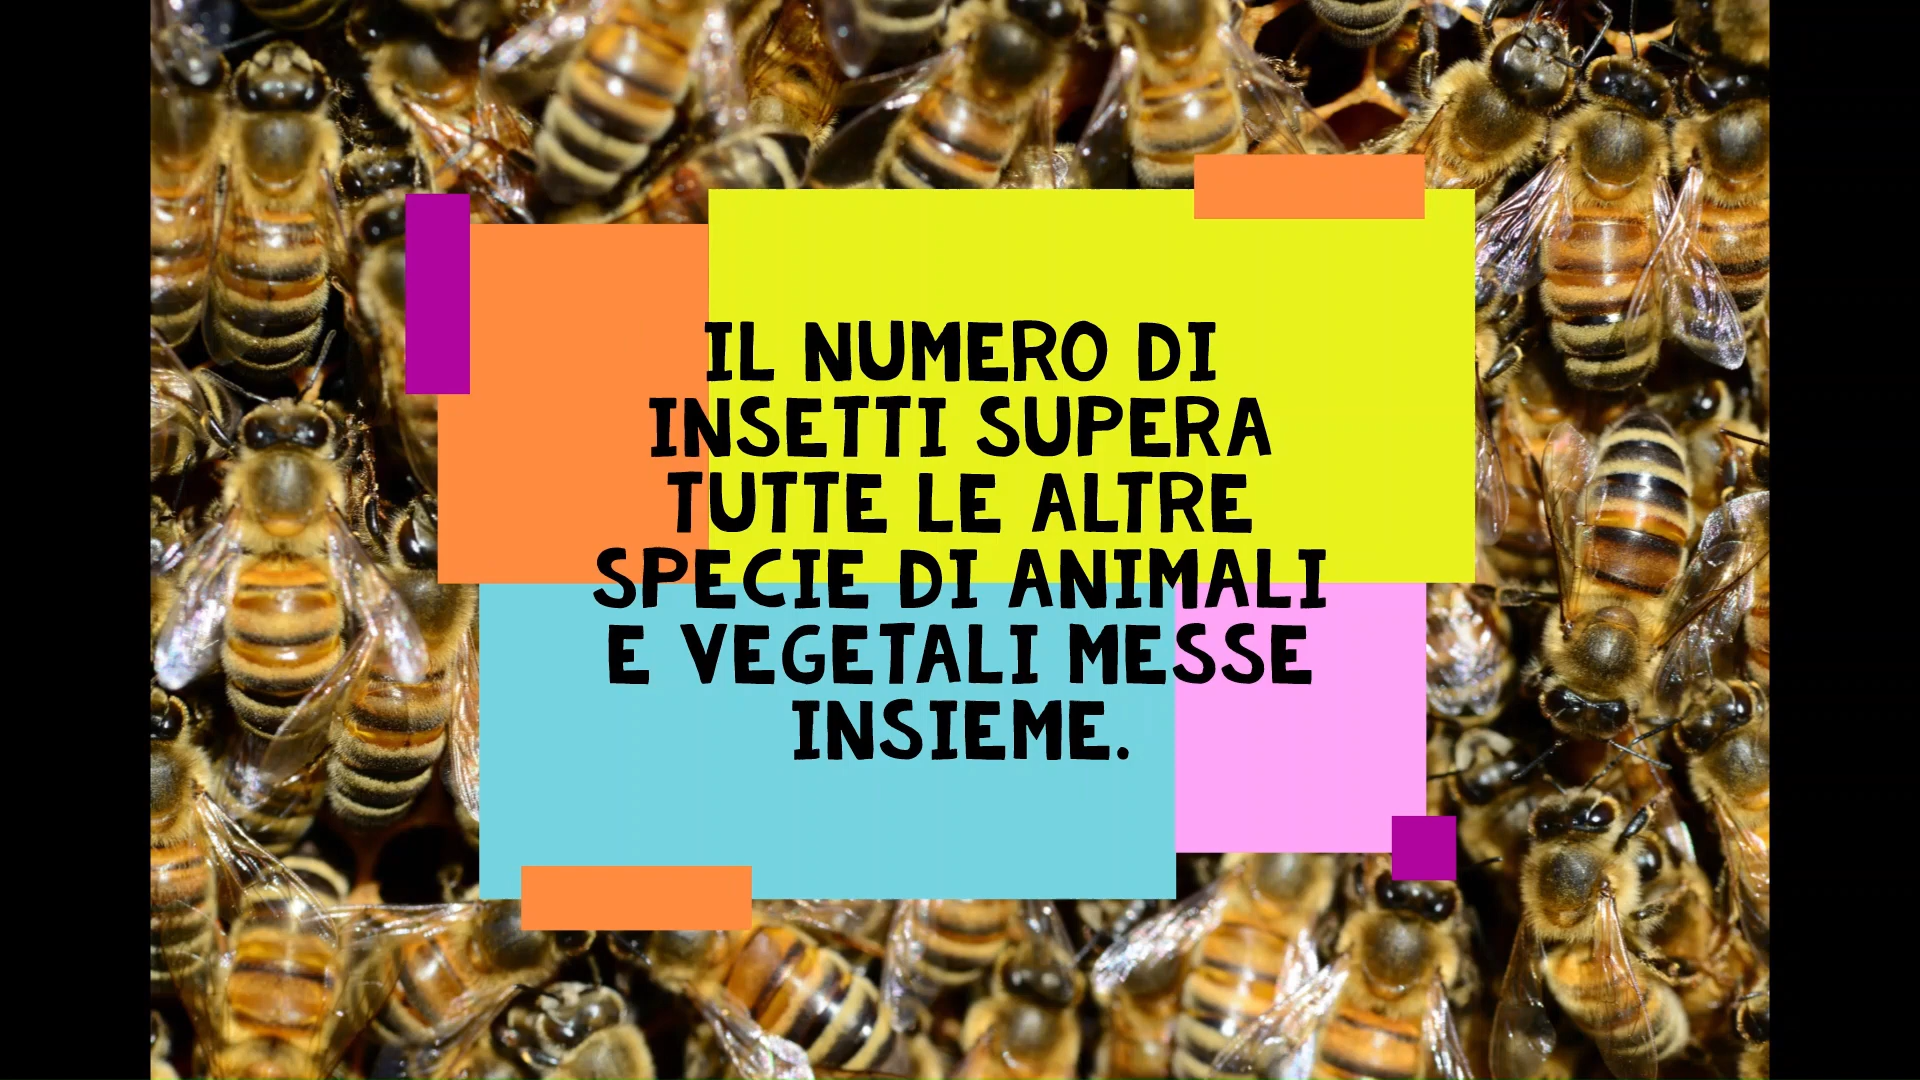 IL NUMERO DI
INSETTI SUPERA
TUTTE LE ALTRE
SPECIE DI ANIMALI
E VEGETALI MESSE
INSIEME.